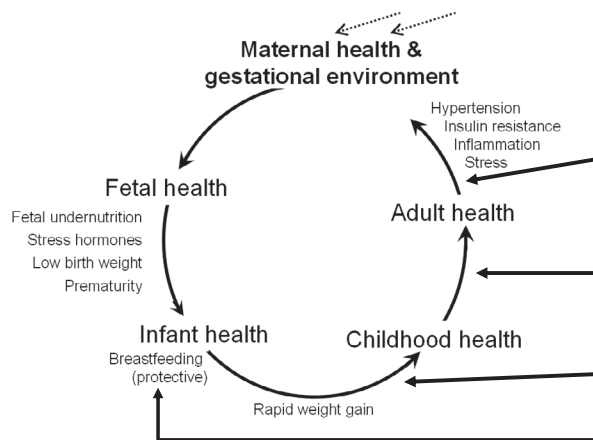 Maternal health &
gestational environment
Hypertension
Insulin resistance
Inflammation
Stress
Fetal health
Adult health
Fetal undernutrition
Stress hormones
Low birth weight
Prematurity
Infant health
Childhood health
Breastfeeding
(protective)
Rapid weight gain